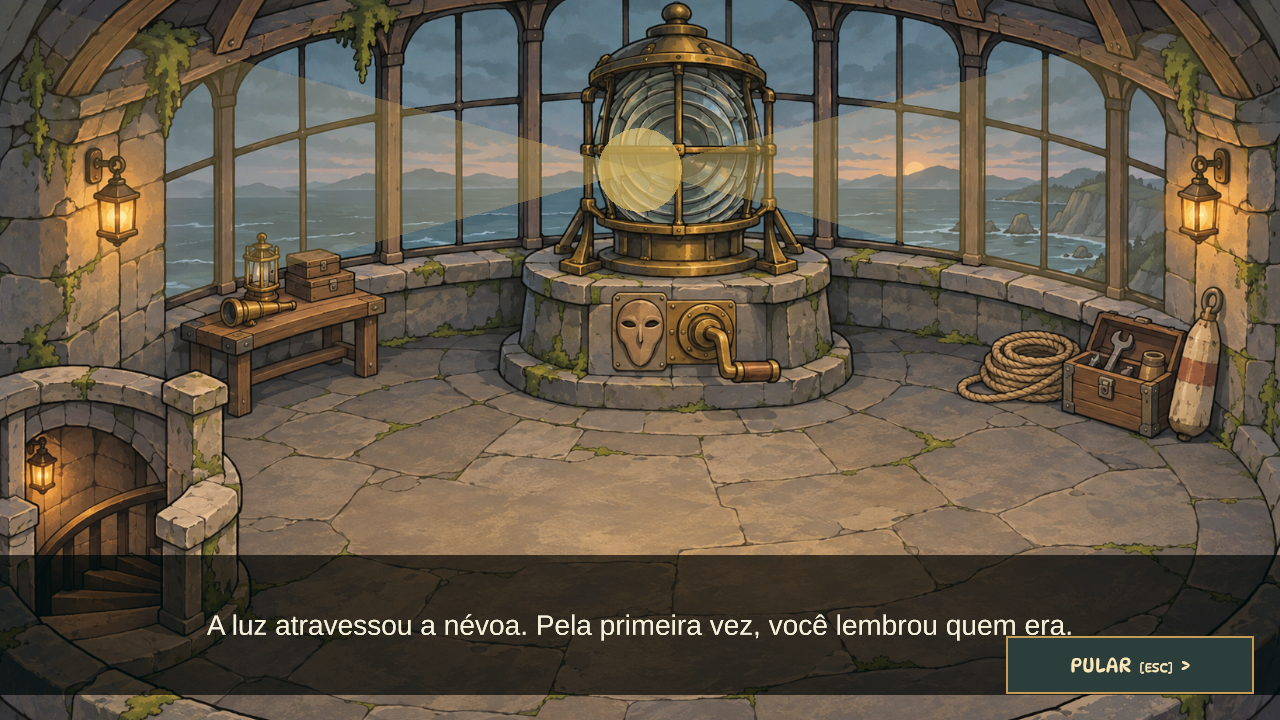 A luz atravessou a névoa. Pela primeira vez, você lembrou quem era.
PULAR [ESC] >